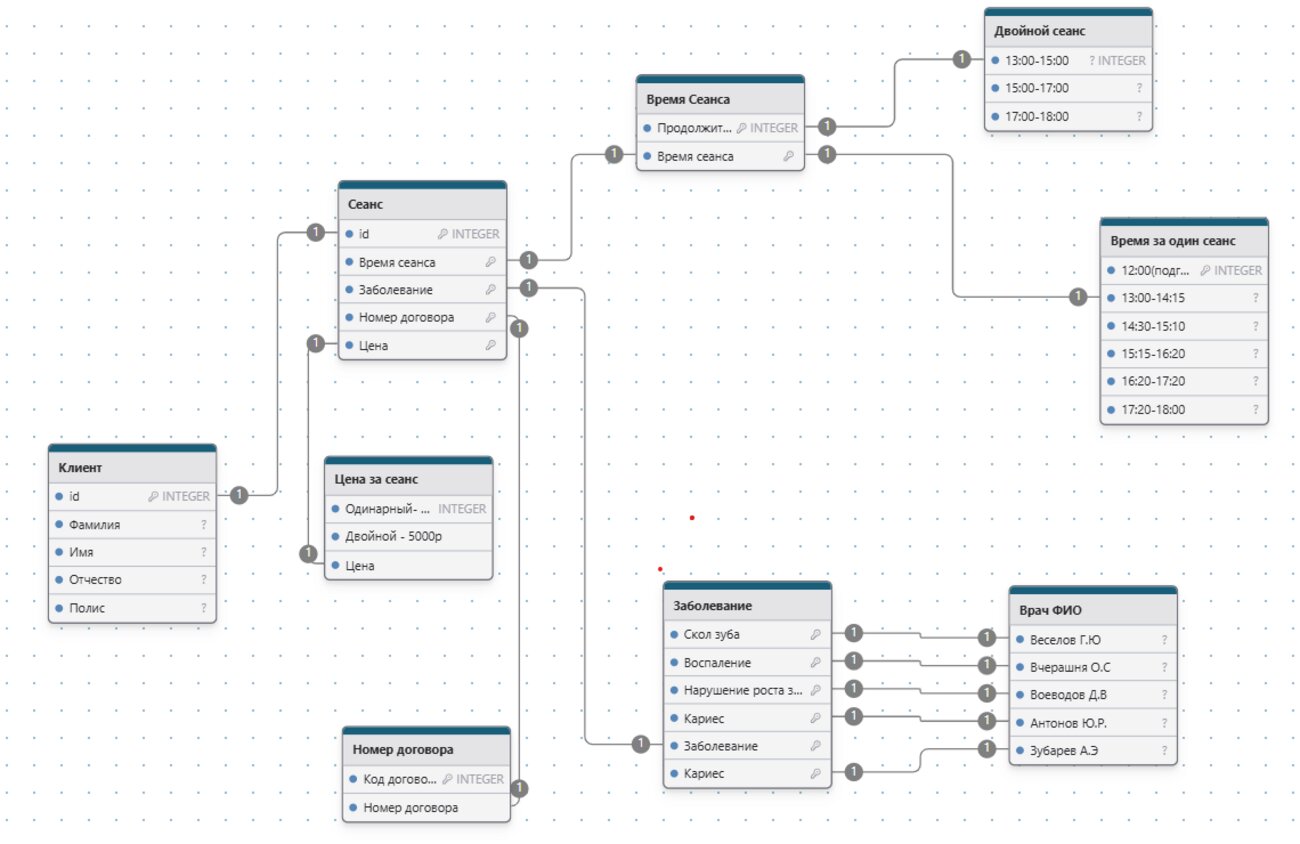 Двойной сеанс
13:00-15:00 ? INTEGER
15:00-17:00 ?
17:00-18:00 ?
Время Сеанса
Продолжит... INTEGER
Время сеанса
1
1
1
1
Сеанс
id INTEGER
Время сеанса
Заболевание
Номер договора
Цена
1
1
1
1
1
Время за один сеанс
12:00(подг... INTEGER
13:00-14:15 ?
14:30-15:10 ?
15:15-16:20 ?
16:20-17:20 ?
17:20-18:00 ?
1
Клиент
id INTEGER
Фамилия ?
Имя ?
Отчество ?
Полис ?
1
Цена за сеанс
Одинарный- ... INTEGER
Двойной - 5000р
Цена
1
Заболевание
Скол зуба
Воспаление
Нарушение роста з...
Кариес
Заболевание
Кариес
1
1
1
1
1
1
Врач ФИО
Веселов Г.Ю ?
Вчерашня О.С ?
Воеводов Д.В ?
Антонов Ю.Р. ?
Зубарев А.Э ?
1
1
1
1
1
Номер договора
Код догово... INTEGER
Номер договора
1